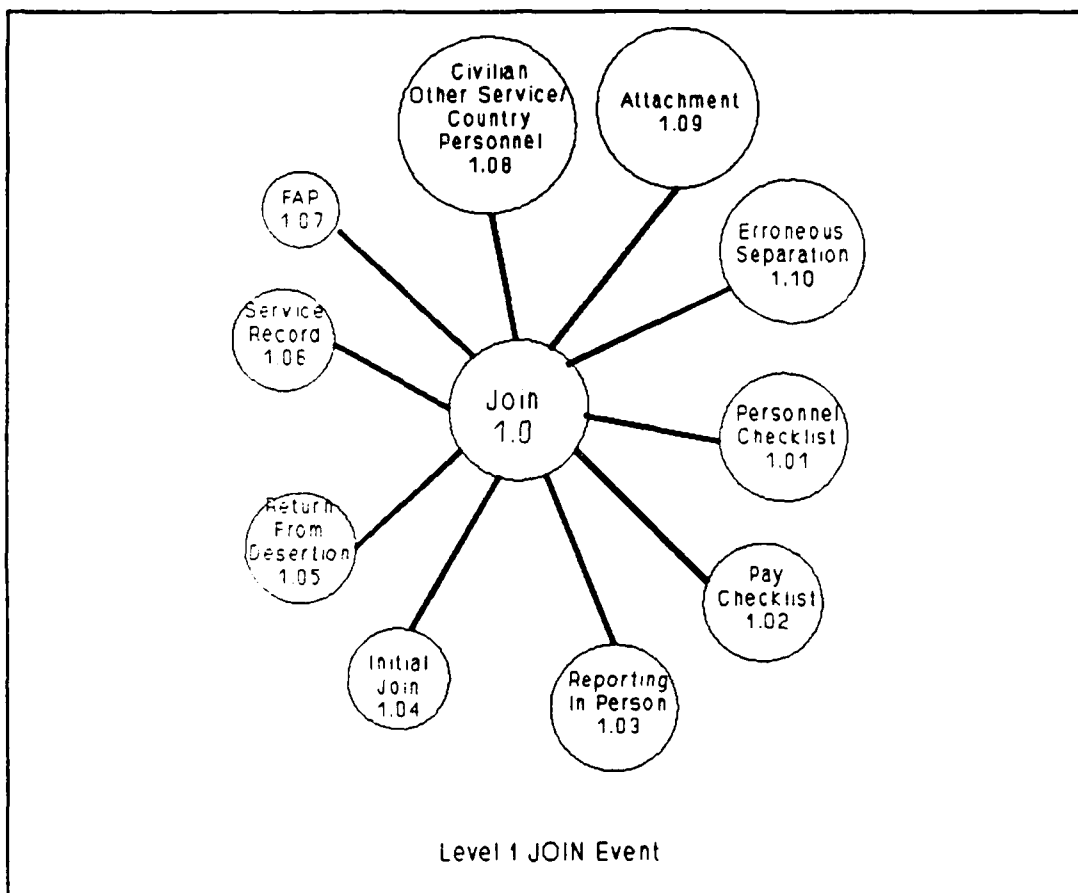 Civilian
Other Service/
Country
Personnel
1.08
Attachment
1.09
FAP
1.07
Erroneous
Separation
1.10
Service
Record
1.06
Join
1.0
Personnel
Checklist
1.01
Return
From
Desertion
1.05
Pay
Checklist
1.02
Initial
Join
1.04
Reporting
In Person
1.03
Level 1 JOIN Event